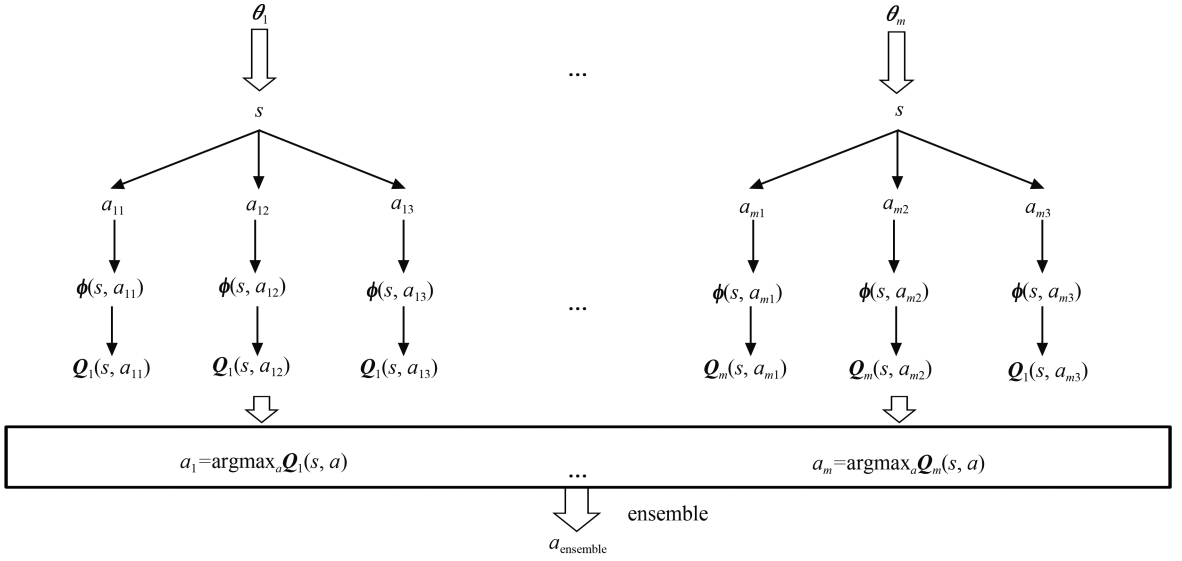 θ₁ θₘ
...
s s
a₁₁ a₁₂ a₁₃ aₘ₁ aₘ₂ aₘ₃
ϕ(s, a₁₁) ϕ(s, a₁₂) ϕ(s, a₁₃) ... ϕ(s, aₘ₁) ϕ(s, aₘ₂) ϕ(s, aₘ₃)
Q₁(s, a₁₁) Q₁(s, a₁₂) Q₁(s, a₁₃) Qₘ(s, aₘ₁) Qₘ(s, aₘ₂) Q₁(s, aₘ₃)
a₁=argmaxₐQ₁(s, a) ... aₘ=argmaxₐQₘ(s, a)
ensemble
a_ensemble